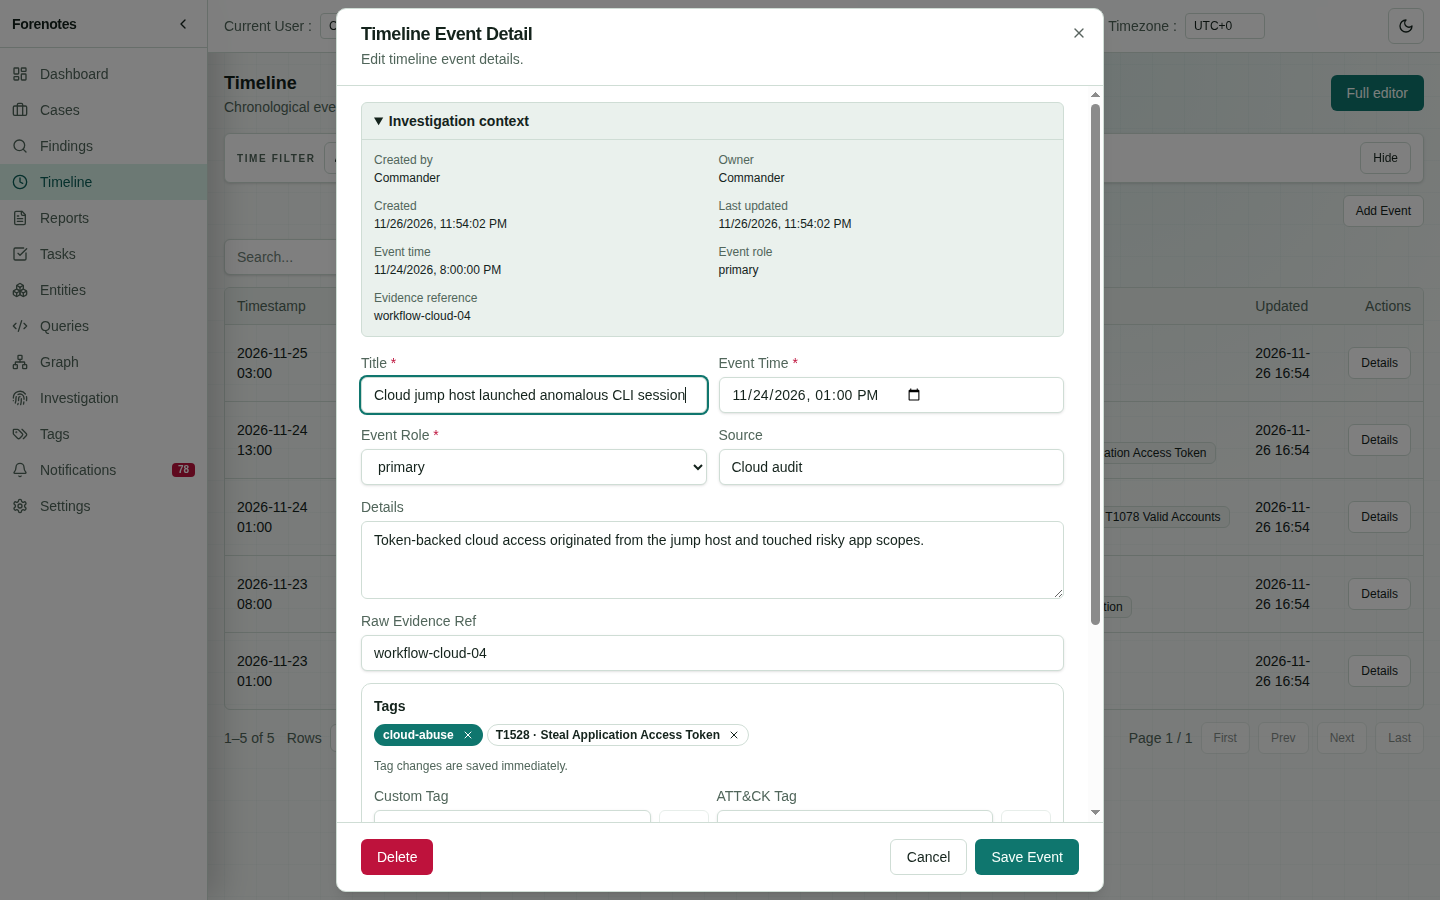 Forenotes
Dashboard
Cases
Findings
Timeline
Reports
Tasks
Entities
Queries
Graph
Investigation
Tags
Notifications 78
Settings
Current User :
Timezone : UTC+0
Timeline
Full editor
TIME FILTER
Hide
Add Event
Search...
Timestamp Updated Actions
2026-11-25 03:00 2026-11-26 16:54 Details
2026-11-24 13:00 ation Access Token 2026-11-26 16:54 Details
2026-11-24 01:00 T1078 Valid Accounts 2026-11-26 16:54 Details
2026-11-23 08:00 2026-11-26 16:54 Details
2026-11-23 01:00 2026-11-26 16:54 Details
1–5 of 5 Rows Page 1 / 1 First Prev Next Last
Timeline Event Detail
Edit timeline event details.
▼ Investigation context
Created by Owner
Commander Commander
Created Last updated
11/26/2026, 11:54:02 PM 11/26/2026, 11:54:02 PM
Event time Event role
11/24/2026, 8:00:00 PM primary
Evidence reference
workflow-cloud-04
Title * Event Time *
Cloud jump host launched anomalous CLI session 11/24/2026, 01:00 PM
Event Role * Source
primary Cloud audit
Details
Token-backed cloud access originated from the jump host and touched risky app scopes.
Raw Evidence Ref
workflow-cloud-04
Tags
cloud-abuse × T1528 · Steal Application Access Token ×
Tag changes are saved immediately.
Custom Tag ATT&CK Tag
Delete Cancel Save Event